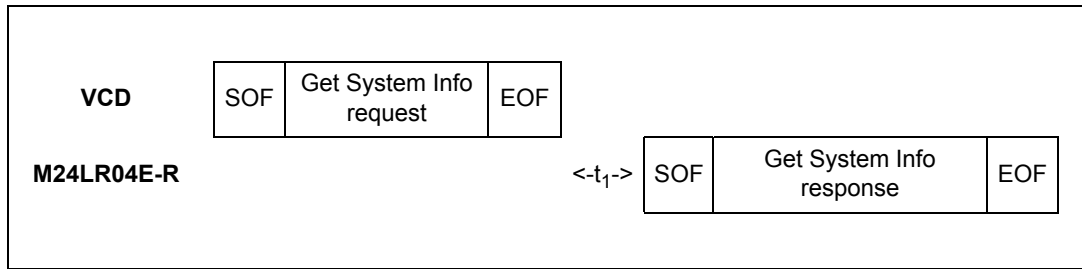 VCD SOF Get System Info request EOF
M24LR04E-R <-t1-> SOF Get System Info response EOF